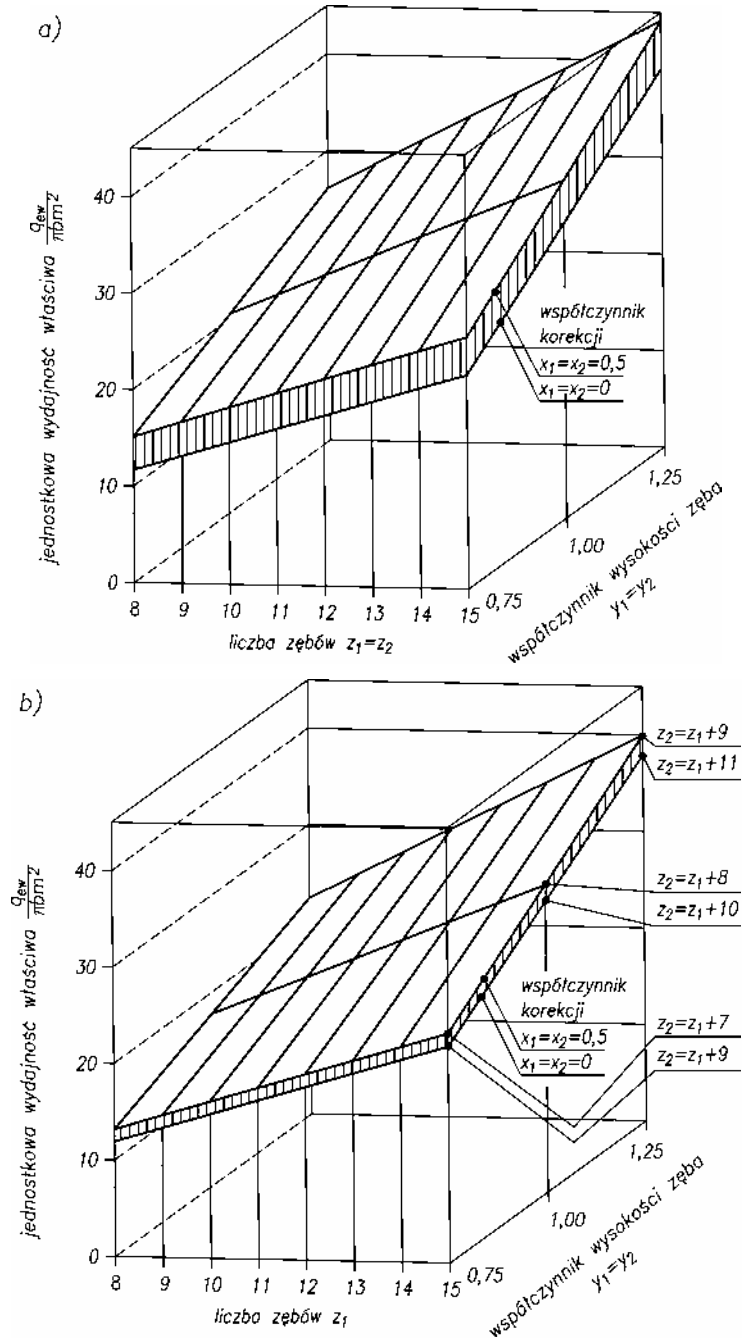 a)
jednostkowa wydajność właściwa q_ew/πbm²
40
30
20
10
0
współczynnik
korekcji
x₁=x₂=0,5
x₁=x₂=0
8 9 10 11 12 13 14 15
liczba zębów z₁=z₂
0,75
1,00
1,25
współczynnik wysokości zęba
y₁=y₂
b)
jednostkowa wydajność właściwa q_ew/πbm²
40
30
20
10
0
z₂=z₁+9
z₂=z₁+11
z₂=z₁+8
z₂=z₁+10
współczynnik
korekcji
x₁=x₂=0,5
x₁=x₂=0
z₂=z₁+7
z₂=z₁+9
8 9 10 11 12 13 14 15
liczba zębów z₁
0,75
1,00
1,25
współczynnik wysokości zęba
y₁=y₂